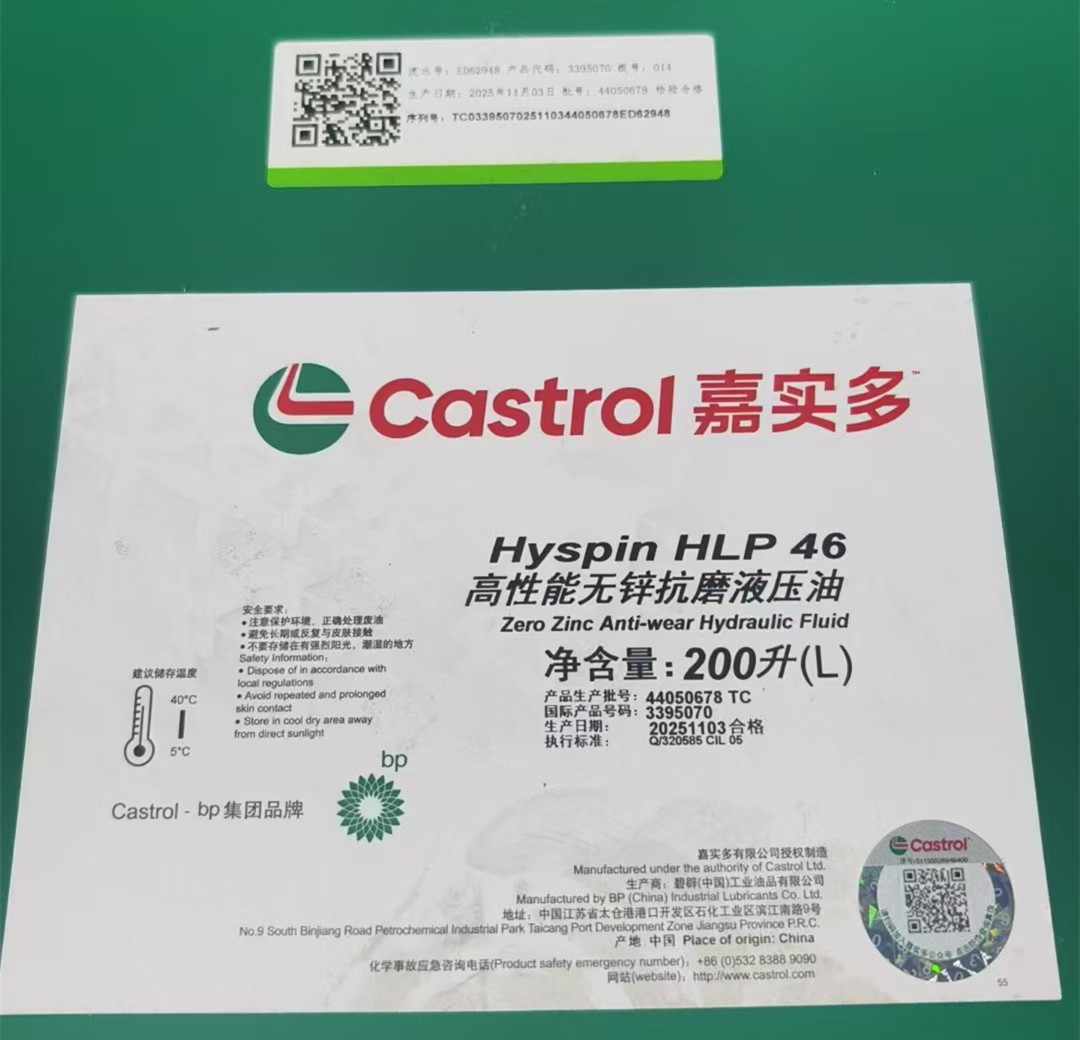 流水号：ED62948 产品代码：3395070 板号：014
生产日期：2025年11月03日 批号：44050678 检验合格
序列号：TC0339507025110344050678ED62948
Castrol 嘉实多™
Hyspin HLP 46
高性能无锌抗磨液压油
Zero Zinc Anti-wear Hydraulic Fluid
净含量：200升(L)
产品生产批号：44050678 TC
国际产品号码：3395070
生产日期：20251103合格
执行标准：Q/320585 CIL 05
安全要求：
• 注意保护环境，正确处理废油
• 避免长期或反复与皮肤接触
• 不要存储在有强烈阳光、潮湿的地方
Safety Information：
• Dispose of in accordance with
local regulations
• Avoid repeated and prolonged
skin contact
• Store in cool dry area away
from direct sunlight
建议储存温度
40°C
5°C
bp
Castrol - bp集团品牌
嘉实多有限公司授权制造
Manufactured under the authority of Castrol Ltd.
生产商：碧辟(中国)工业油品有限公司
Manufactured by BP (China) Industrial Lubricants Co. Ltd.
地址：中国江苏省太仓港港口开发区石化工业区滨江南路9号
No.9 South Binjiang Road Petrochemical Industrial Park Taicang Port Development Zone Jiangsu Province P.R.C.
产地:中国 Place of origin: China
化学事故应急咨询电话(Product safety emergency number)：+86 (0)532 8388 9090
网站(website)：http://www.castrol.com
Castrol
55